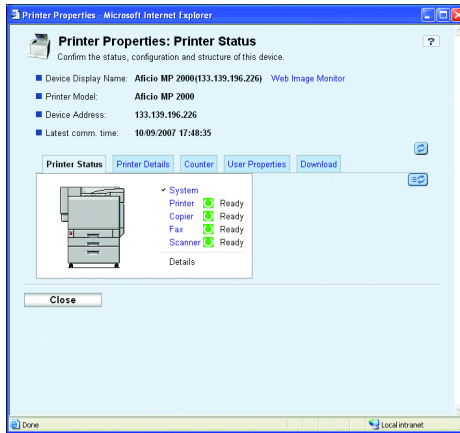 Printer Properties - Microsoft Internet Explorer
Printer Properties: Printer Status
?
Confirm the status, configuration and structure of this device.
Device Display Name: Aficio MP 2000(133.139.196.226) Web Image Monitor
Printer Model: Aficio MP 2000
Device Address: 133.139.196.226
Latest comm. time: 10/09/2007 17:48:35
Printer Status Printer Details Counter User Properties Download
System
Printer Ready
Copier Ready
Fax Ready
Scanner Ready
Details
Close
Done Local intranet